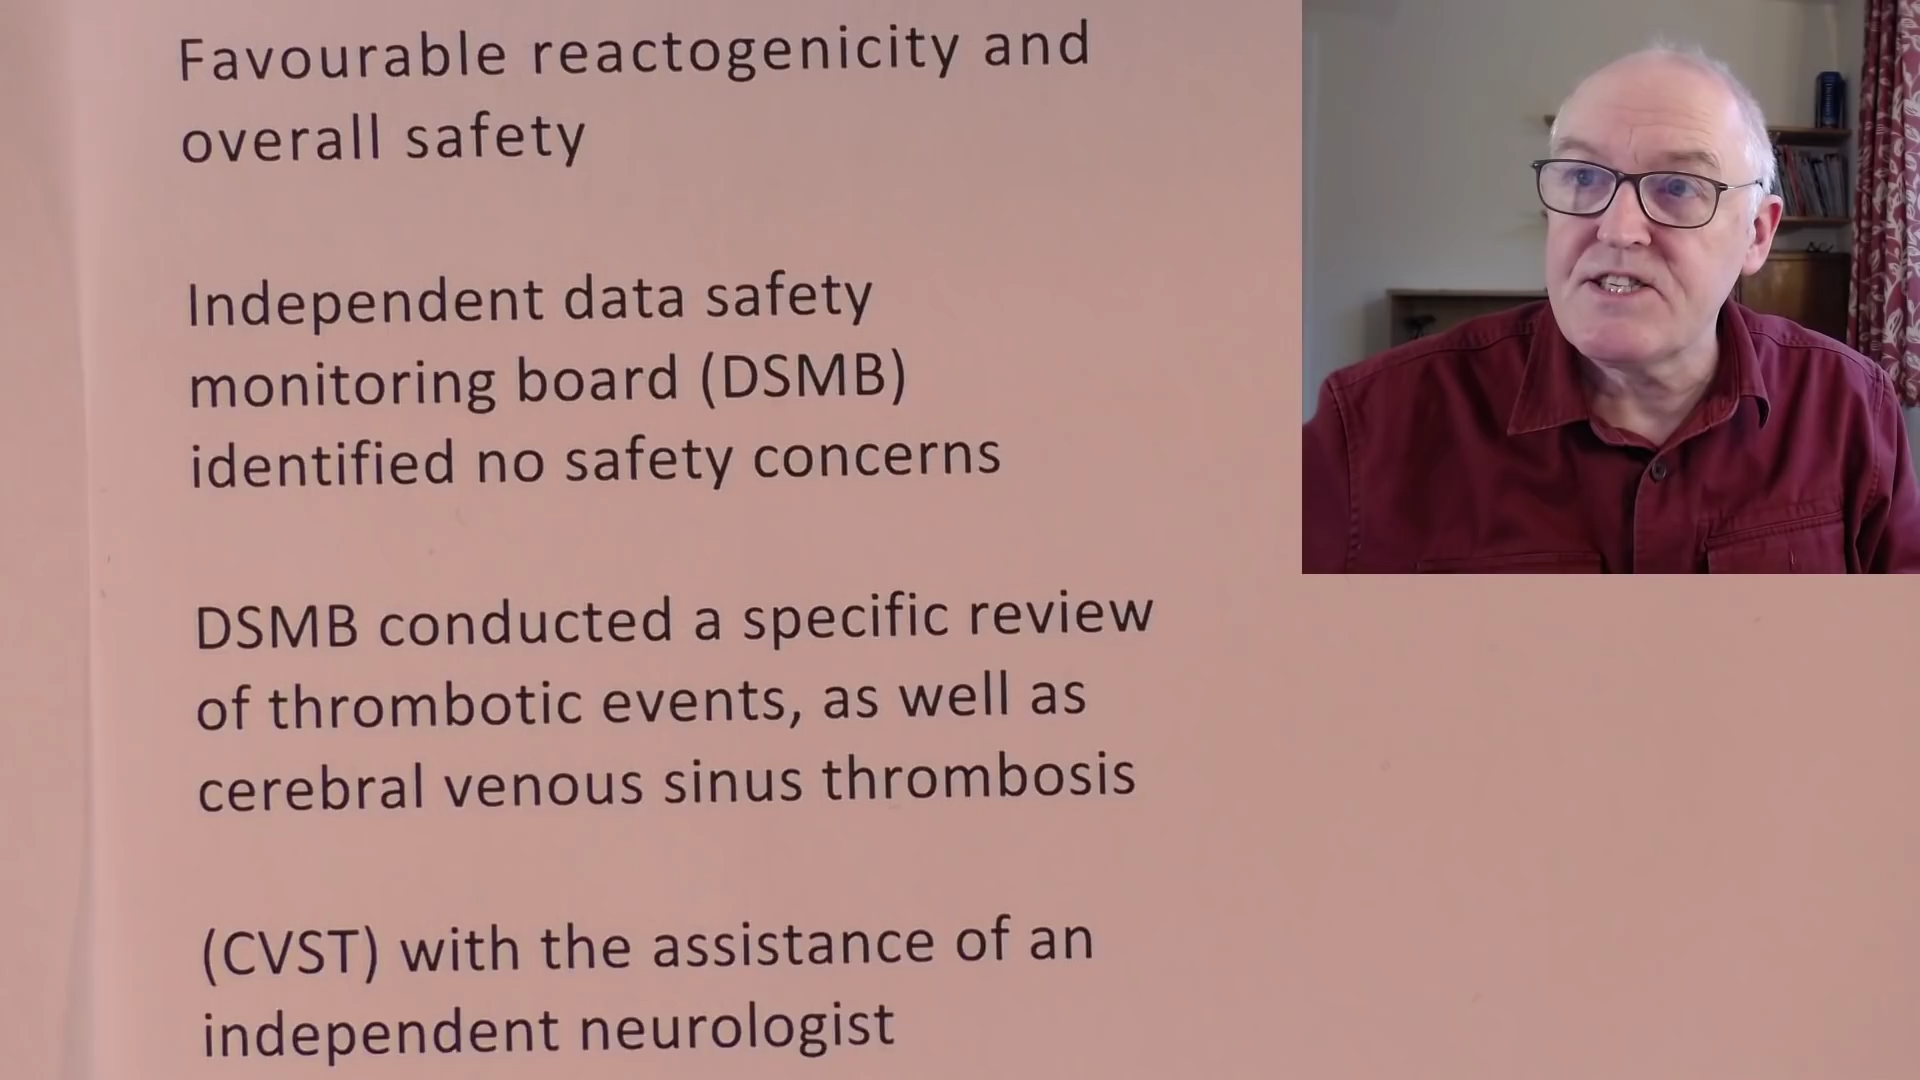 Favourable reactogenicity and
overall safety
Independent data safety
monitoring board (DSMB)
identified no safety concerns
DSMB conducted a specific review
of thrombotic events, as well as
cerebral venous sinus thrombosis
(CVST) with the assistance of an
independent neurologist